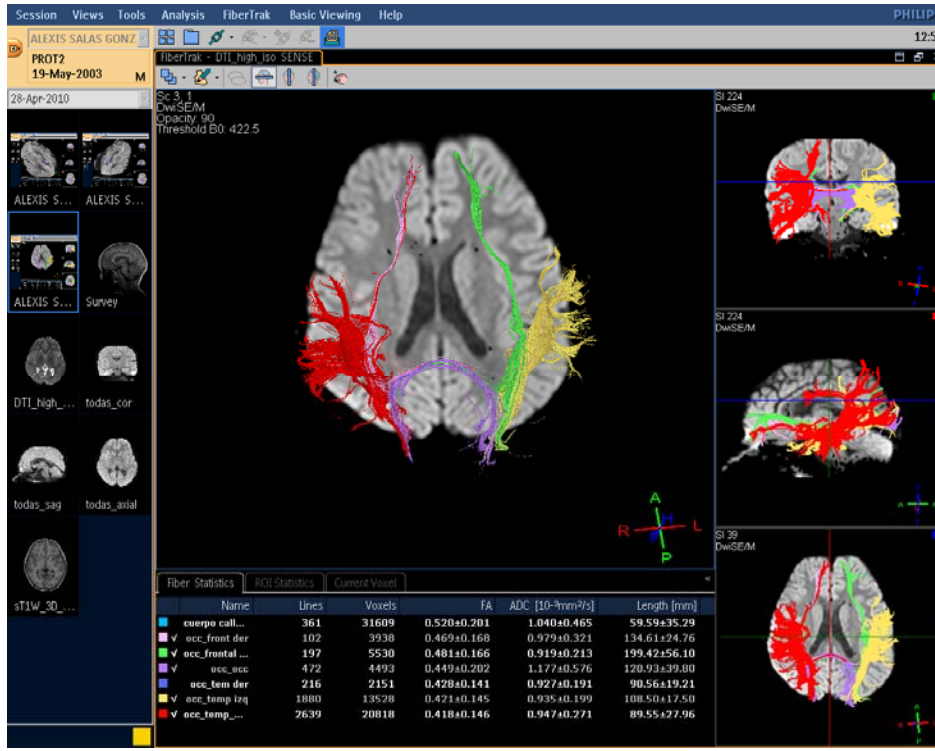 Session Views Tools Analysis FiberTrak Basic Viewing Help PHILIP
ALEXIS SALAS GONZ
PROT2
19-May-2003 M
12:5
28-Apr-2010
FiberTrak - DTI_high_iso SENSE
Sc 3, 1
DwiSE/M
Opacity: 90
Threshold B0: 422.5
SI 224
DwiSE/M
ALEXIS S... ALEXIS S...
ALEXIS S... Survey
SI 224
DwiSE/M
DTI_high_... todas_cor
todas_sag todas_axial
sT1W_3D_...
A
R H L
F
P
SI 39
DwiSE/M
Fiber Statistics ROI Statistics Current Voxel
Name Lines Voxels FA ADC [10-³mm²/s] Length [mm]
cuerpo call... 361 31609 0.520±0.201 1.040±0.465 59.59±35.29
occ_front der 102 3938 0.469±0.168 0.979±0.321 134.61±24.76
occ_frontal ... 197 5530 0.481±0.166 0.919±0.213 199.42±56.10
occ_occ 472 4493 0.449±0.202 1.177±0.576 120.93±39.80
occ_tem der 216 2151 0.428±0.141 0.927±0.191 90.56±19.21
occ_temp izq 1880 13528 0.421±0.145 0.935±0.199 108.50±17.50
occ_temp_... 2639 20818 0.418±0.146 0.947±0.271 89.55±27.96